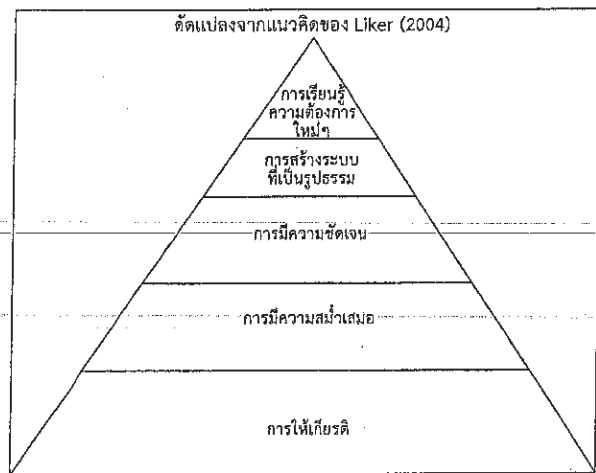 ดัดแปลงจากแนวคิดของ Liker (2004)
การเรียนรู้
ความต้องการ
ใหม่ๆ
การสร้างระบบ
ที่เป็นรูปธรรม
การมีความชัดเจน
การมีความสม่ำเสมอ
การให้เกียรติ